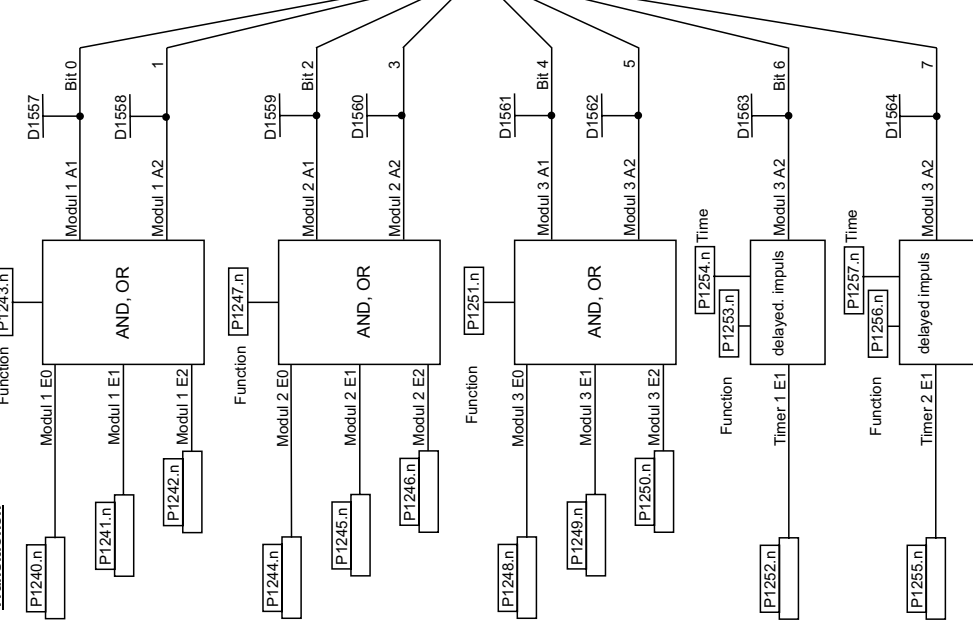 P1240.n
P1241.n
P1242.n
Modul 1 E0
Modul 1 E1
Modul 1 E2
Function
P1243.n
AND, OR
Modul 1 A1
Modul 1 A2
D1557
D1558
Bit 0
1
P1244.n
P1245.n
P1246.n
Modul 2 E0
Modul 2 E1
Modul 2 E2
Function
P1247.n
AND, OR
Modul 2 A1
Modul 2 A2
D1559
D1560
Bit 2
3
P1248.n
P1249.n
P1250.n
Modul 3 E0
Modul 3 E1
Modul 3 E2
Function
P1251.n
AND, OR
Modul 3 A1
Modul 3 A2
D1561
D1562
Bit 4
5
P1252.n
Timer 1 E1
Function
P1253.n
P1254.n Time
delayed. impuls
Modul 3 A2
D1563
Bit 6
P1255.n
Timer 2 E1
Function
P1256.n
P1257.n Time
delayed impuls
Modul 3 A2
D1564
7